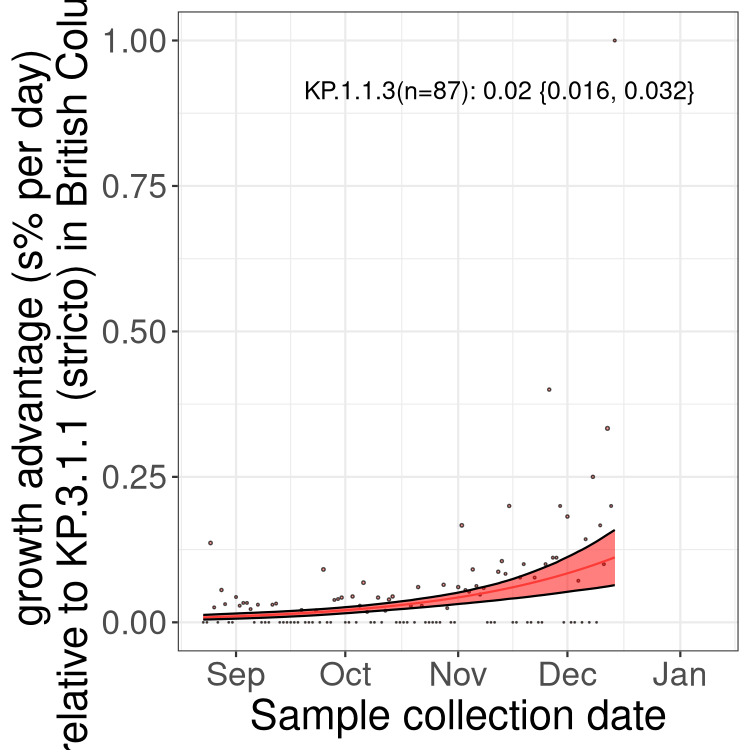 growth advantage (s% per day)
relative to KP.3.1.1 (stricto) in British Colu
1.00
0.75
0.50
0.25
0.00
KP.1.1.3(n=87): 0.02 {0.016, 0.032}
Sep Oct Nov Dec Jan
Sample collection date